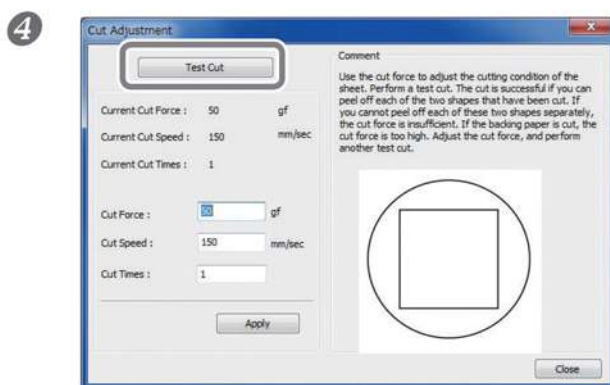 4
Cut Adjustment
Test Cut
Current Cut Force : 50 gf
Current Cut Speed : 150 mm/sec
Current Cut Times : 1
Cut Force : 50 gf
Cut Speed : 150 mm/sec
Cut Times : 1
Apply
Comment
Use the cut force to adjust the cutting condition of the
sheet. Perform a test cut. The cut is successful if you can
peel off each of the two shapes that have been cut. If
you cannot peel off each of these two shapes separately,
the cut force is insufficient. If the backing paper is cut, the
cut force is too high. Adjust the cut force, and perform
another test cut.
Close